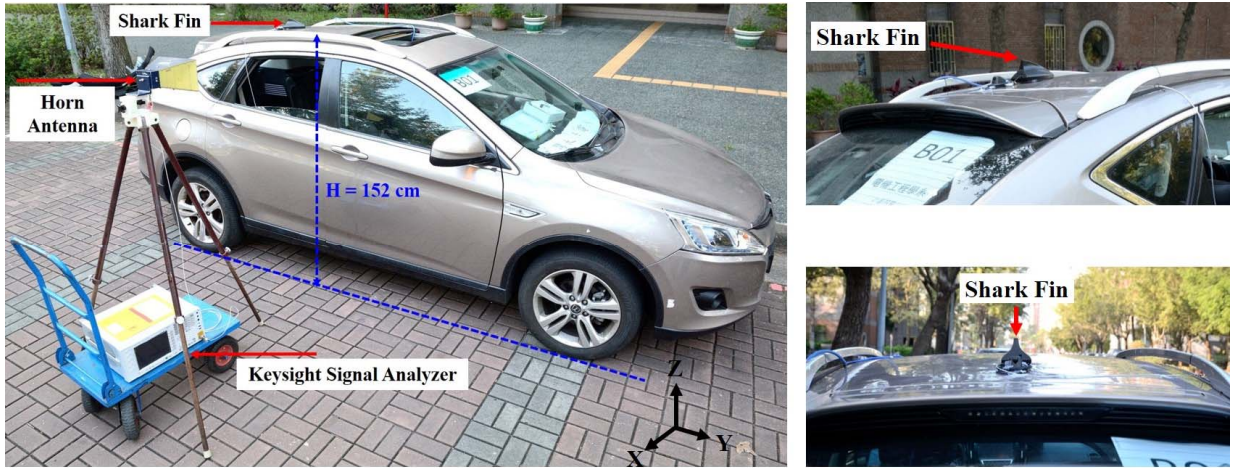 Shark Fin
Horn
Antenna
B01
H = 152 cm
Keysight Signal Analyzer
Z
Y
X
Shark Fin
B01
Shark Fin